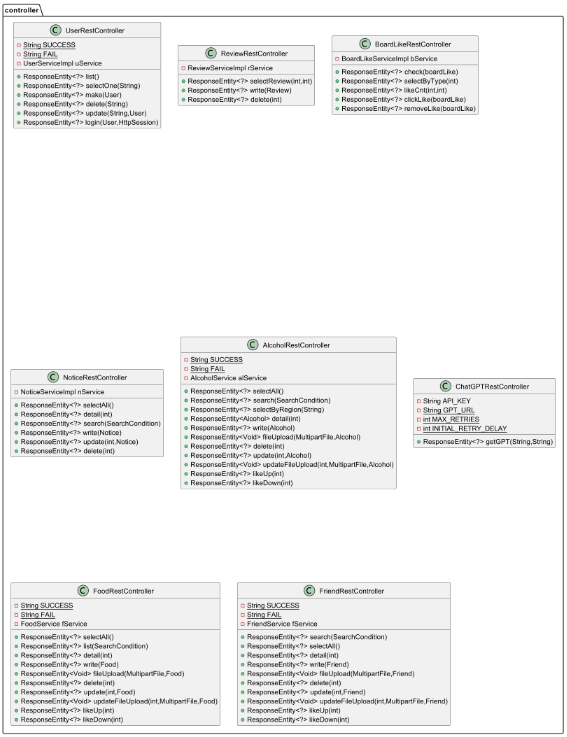 controller
C UserRestController
String SUCCESS
String FAIL
UserServiceImpl uService
ResponseEntity<?> list()
ResponseEntity<?> selectOne(String)
ResponseEntity<?> make(User)
ResponseEntity<?> delete(String)
ResponseEntity<?> update(String,User)
ResponseEntity<?> login(User,HttpSession)
C ReviewRestController
ReviewServiceImpl rService
ResponseEntity<?> selectReview(int,int)
ResponseEntity<?> write(Review)
ResponseEntity<?> delete(int)
C BoardLikeRestController
BoardLikeServiceImpl bService
ResponseEntity<?> check(boardLike)
ResponseEntity<?> selectByType(int)
ResponseEntity<?> likeCnt(int,int)
ResponseEntity<?> clickLike(boardLike)
ResponseEntity<?> removeLike(boardLike)
C NoticeRestController
NoticeServiceImpl nService
ResponseEntity<?> selectAll()
ResponseEntity<?> detail(int)
ResponseEntity<?> search(SearchCondition)
ResponseEntity<?> write(Notice)
ResponseEntity<?> update(int,Notice)
ResponseEntity<?> delete(int)
C AlcoholRestController
String SUCCESS
String FAIL
AlcoholService alService
ResponseEntity<?> selectAll()
ResponseEntity<?> search(SearchCondition)
ResponseEntity<?> selectByRegion(String)
ResponseEntity<Alcohol> detail(int)
ResponseEntity<?> write(Alcohol)
ResponseEntity<Void> fileUpload(MultipartFile,Alcohol)
ResponseEntity<?> delete(int)
ResponseEntity<?> update(int,Alcohol)
ResponseEntity<Void> updateFileUpload(int,MultipartFile,Alcohol)
ResponseEntity<?> likeUp(int)
ResponseEntity<?> likeDown(int)
C ChatGPTRestController
String API_KEY
String GPT_URL
int MAX_RETRIES
int INITIAL_RETRY_DELAY
ResponseEntity<?> getGPT(String,String)
C FoodRestController
String SUCCESS
String FAIL
FoodService fService
ResponseEntity<?> selectAll()
ResponseEntity<?> list(SearchCondition)
ResponseEntity<?> detail(int)
ResponseEntity<?> write(Food)
ResponseEntity<Void> fileUpload(MultipartFile,Food)
ResponseEntity<?> delete(int)
ResponseEntity<?> update(int,Food)
ResponseEntity<Void> updateFileUpload(int,MultipartFile,Food)
ResponseEntity<?> likeUp(int)
ResponseEntity<?> likeDown(int)
C FriendRestController
String SUCCESS
String FAIL
FriendService fService
ResponseEntity<?> search(SearchCondition)
ResponseEntity<?> selectAll()
ResponseEntity<?> detail(int)
ResponseEntity<?> write(Friend)
ResponseEntity<Void> fileUpload(MultipartFile,Friend)
ResponseEntity<?> delete(int)
ResponseEntity<?> update(int,Friend)
ResponseEntity<Void> updateFileUpload(int,MultipartFile,Friend)
ResponseEntity<?> likeUp(int)
ResponseEntity<?> likeDown(int)